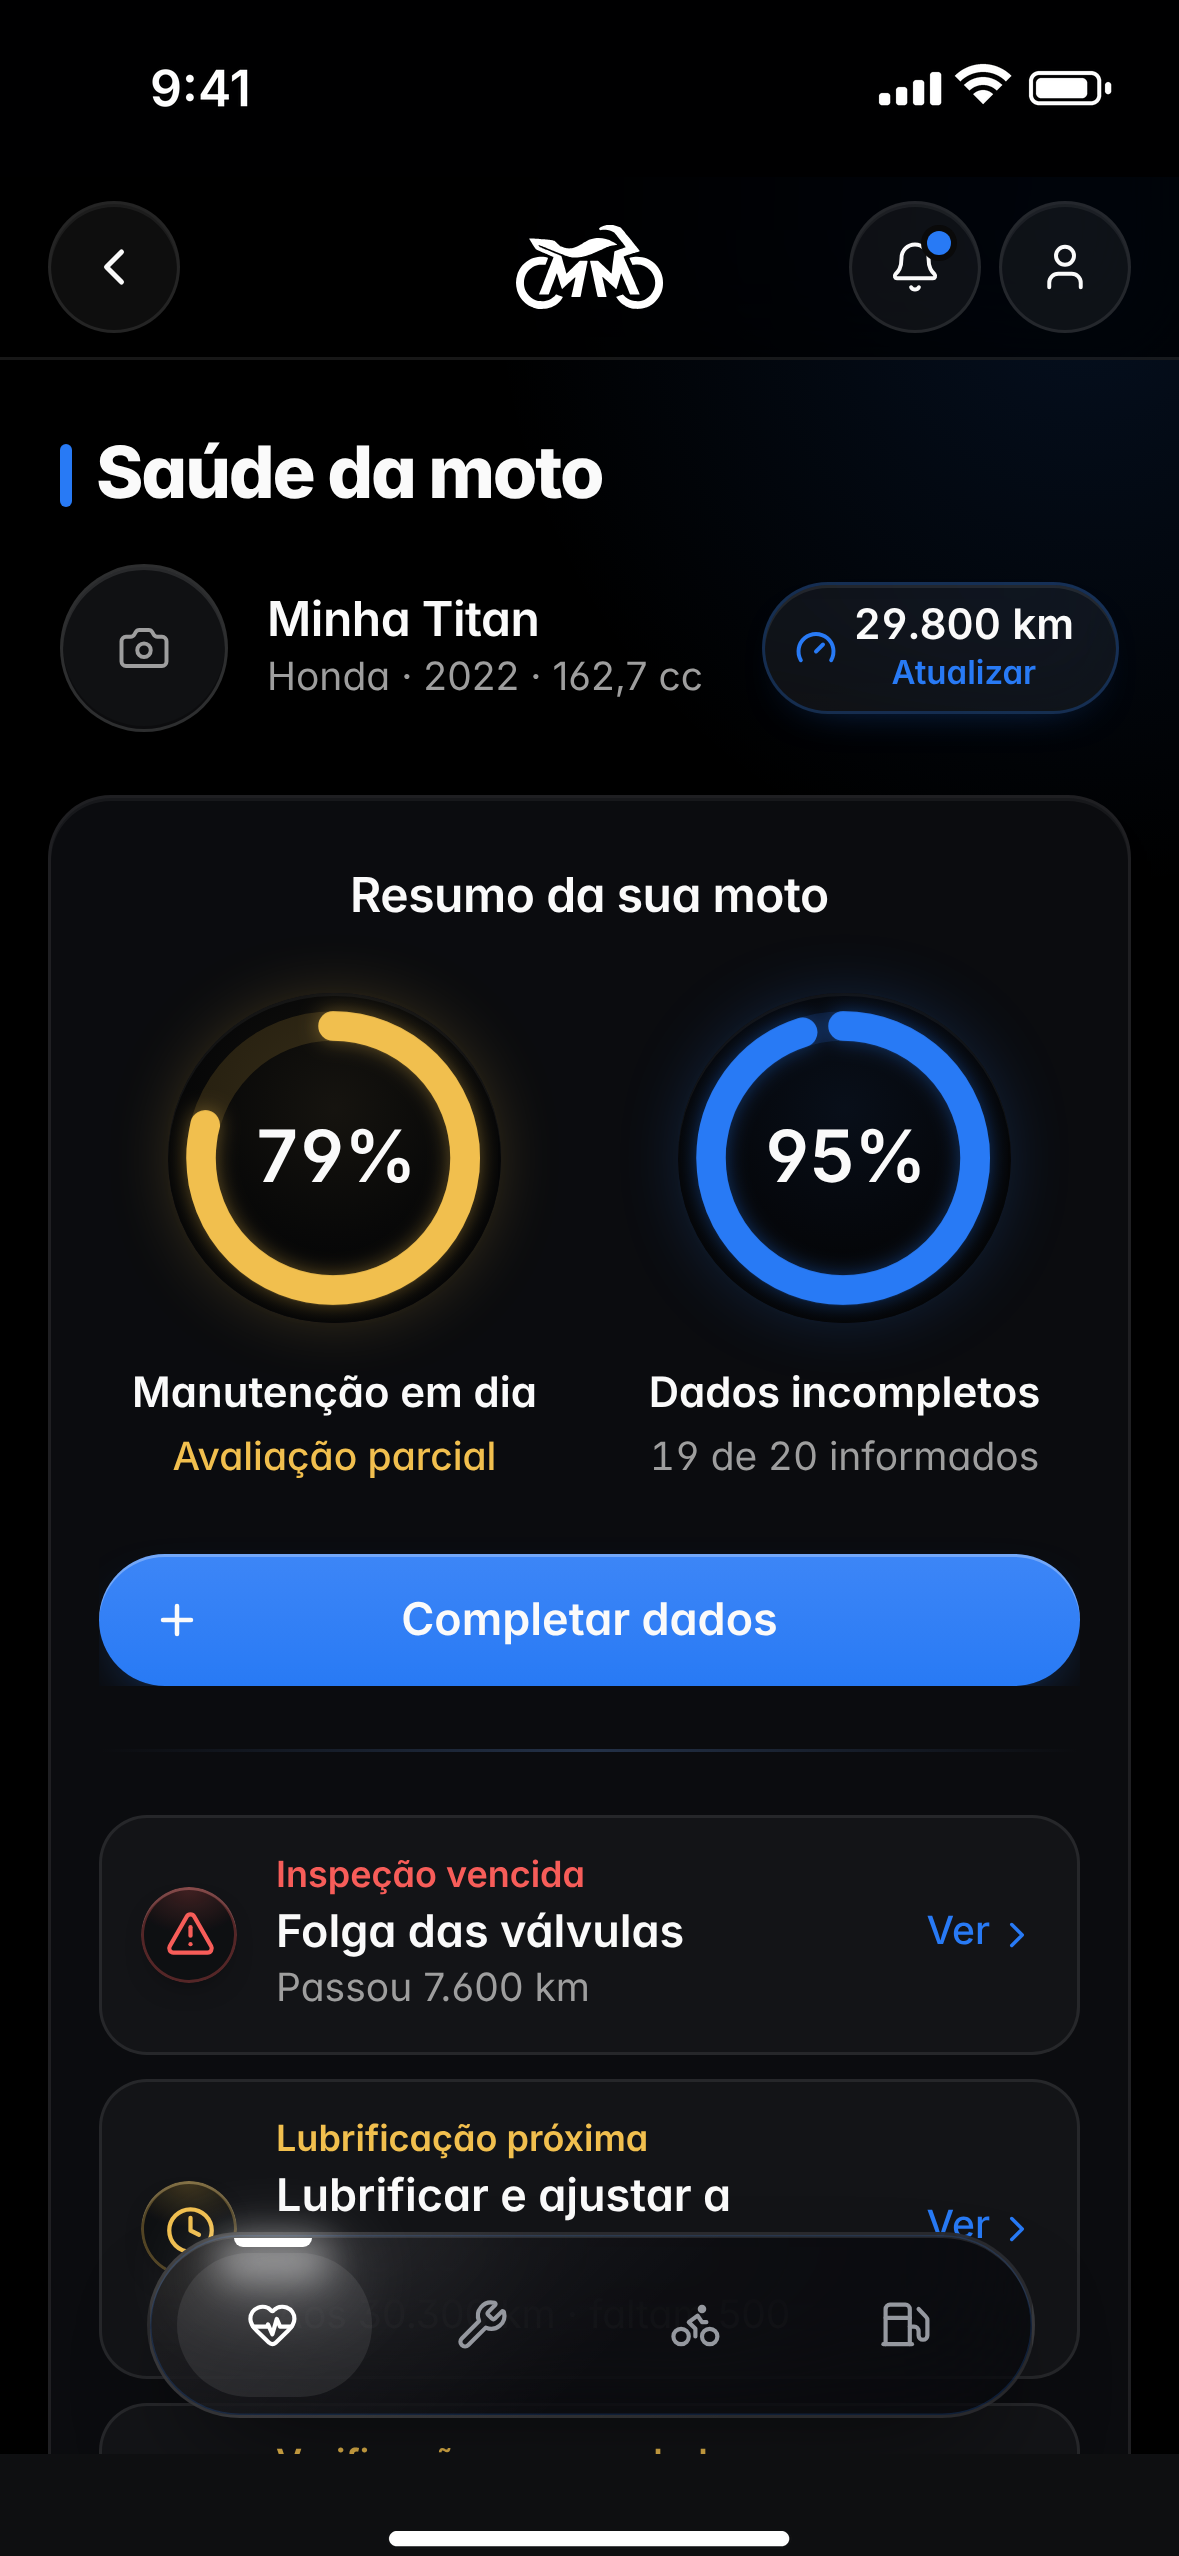 9:41
MM
Saúde da moto
Minha Titan
Honda · 2022 · 162,7 cc
29.800 km
Atualizar
Resumo da sua moto
79%
95%
Manutenção em dia
Avaliação parcial
Dados incompletos
19 de 20 informados
Completar dados
Inspeção vencida
Folga das válvulas
Passou 7.600 km
Ver
Lubrificação próxima
Lubrificar e ajustar a
Ver